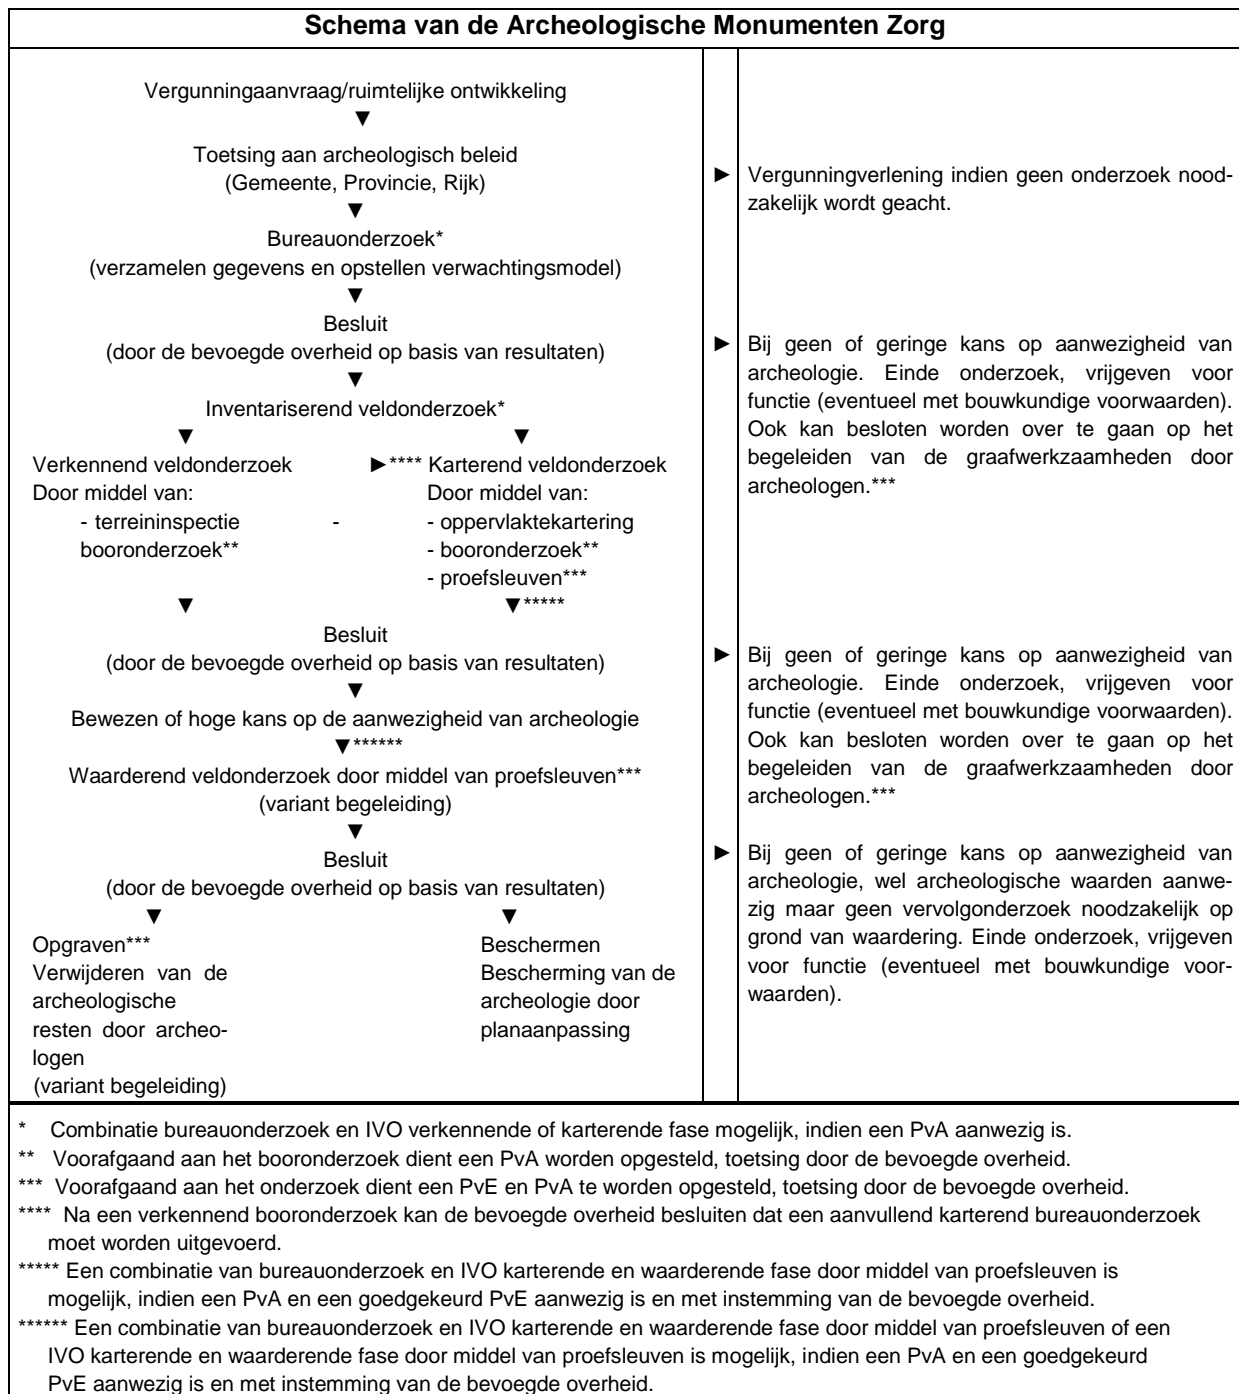 Schema van de Archeologische Monumenten Zorg
Vergunningaanvraag/ruimtelijke ontwikkeling
▼
Toetsing aan archeologisch beleid
(Gemeente, Provincie, Rijk)
▼
Bureauonderzoek*
(verzamelen gegevens en opstellen verwachtingsmodel)
▼
Besluit
(door de bevoegde overheid op basis van resultaten)
▼
Inventariserend veldonderzoek*
▼ ▼
Verkennend veldonderzoek ►**** Karterend veldonderzoek
Door middel van: Door middel van:
- terreininspectie - - oppervlaktekartering
booronderzoek** - booronderzoek**
- proefsleuven***
▼ ▼*****
Besluit
(door de bevoegde overheid op basis van resultaten)
▼
Bewezen of hoge kans op de aanwezigheid van archeologie
▼******
Waarderend veldonderzoek door middel van proefsleuven***
(variant begeleiding)
▼
Besluit
(door de bevoegde overheid op basis van resultaten)
▼ ▼
Opgraven***
Verwijderen van de
archeologische
resten door archeo-
logen
(variant begeleiding)
Beschermen
Bescherming van de
archeologie door
planaanpassing
► Vergunningverlening indien geen onderzoek nood-
zakelijk wordt geacht.
► Bij geen of geringe kans op aanwezigheid van
archeologie. Einde onderzoek, vrijgeven voor
functie (eventueel met bouwkundige voorwaarden).
Ook kan besloten worden over te gaan op het
begeleiden van de graafwerkzaamheden door
archeologen.***
► Bij geen of geringe kans op aanwezigheid van
archeologie. Einde onderzoek, vrijgeven voor
functie (eventueel met bouwkundige voorwaarden).
Ook kan besloten worden over te gaan op het
begeleiden van de graafwerkzaamheden door
archeologen.***
► Bij geen of geringe kans op aanwezigheid van
archeologie, wel archeologische waarden aanwe-
zig maar geen vervolgonderzoek noodzakelijk op
grond van waardering. Einde onderzoek, vrijgeven
voor functie (eventueel met bouwkundige voor-
waarden).
* Combinatie bureauonderzoek en IVO verkennende of karterende fase mogelijk, indien een PvA aanwezig is.
** Voorafgaand aan het booronderzoek dient een PvA worden opgesteld, toetsing door de bevoegde overheid.
*** Voorafgaand aan het onderzoek dient een PvE en PvA te worden opgesteld, toetsing door de bevoegde overheid.
**** Na een verkennend booronderzoek kan de bevoegde overheid besluiten dat een aanvullend karterend bureauonderzoek
moet worden uitgevoerd.
***** Een combinatie van bureauonderzoek en IVO karterende en waarderende fase door middel van proefsleuven is
mogelijk, indien een PvA en een goedgekeurd PvE aanwezig is en met instemming van de bevoegde overheid.
****** Een combinatie van bureauonderzoek en IVO karterende en waarderende fase door middel van proefsleuven of een
IVO karterende en waarderende fase door middel van proefsleuven is mogelijk, indien een PvA en een goedgekeurd
PvE aanwezig is en met instemming van de bevoegde overheid.